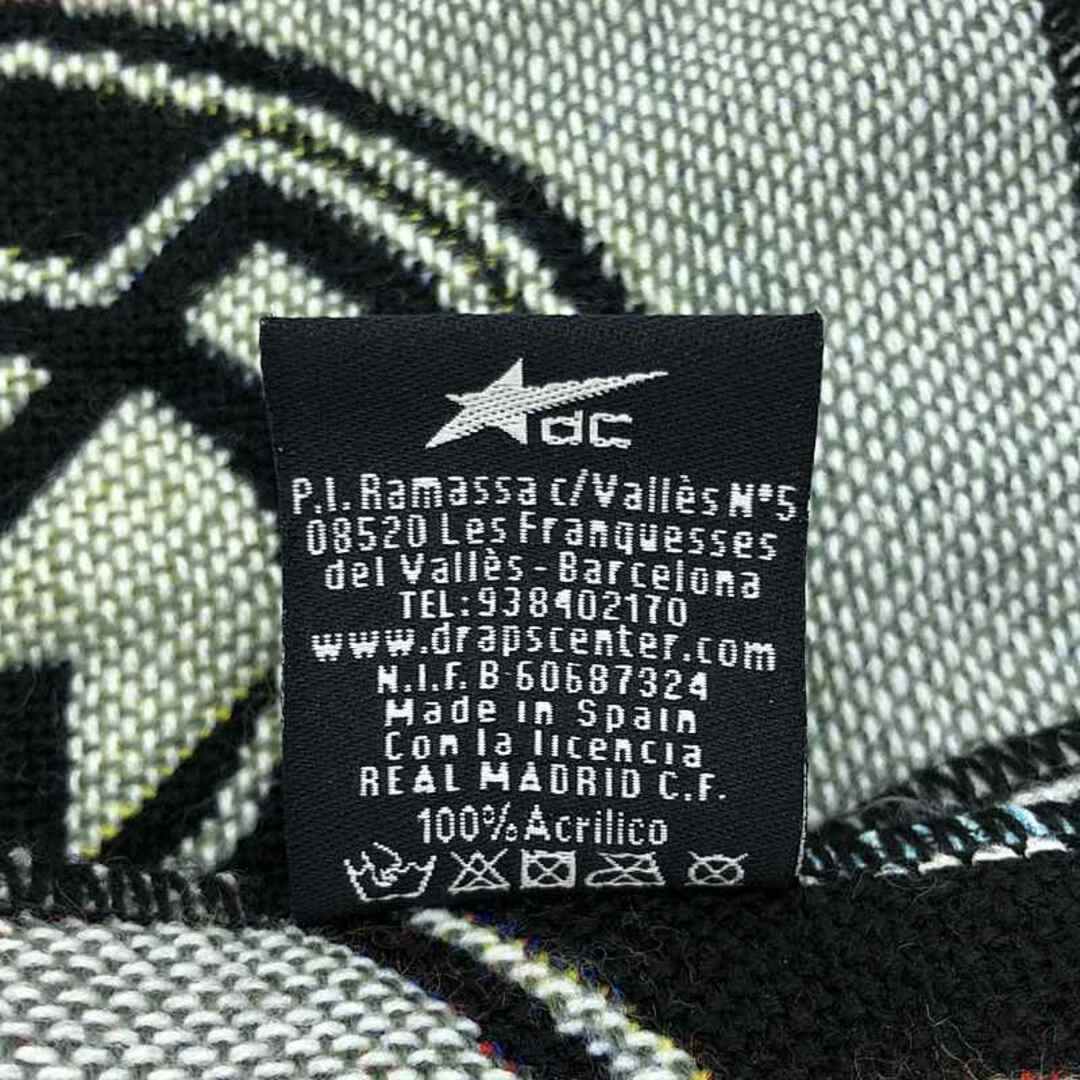 dc
P.I. Ramassa c/Vallès Nº5
08520 Les Franquesses
del Vallès - Barcelona
TEL: 938402170
www.drapscenter.com
N.I.F. B-60687324
Made in Spain
Con la licencia
REAL MADRID C.F.
100% Acrilico